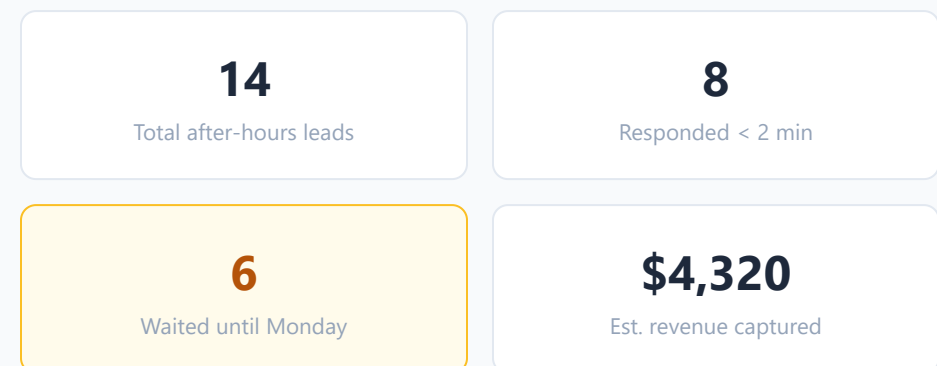 14
Total after-hours leads
8
Responded < 2 min
6
Waited until Monday
$4,320
Est. revenue captured